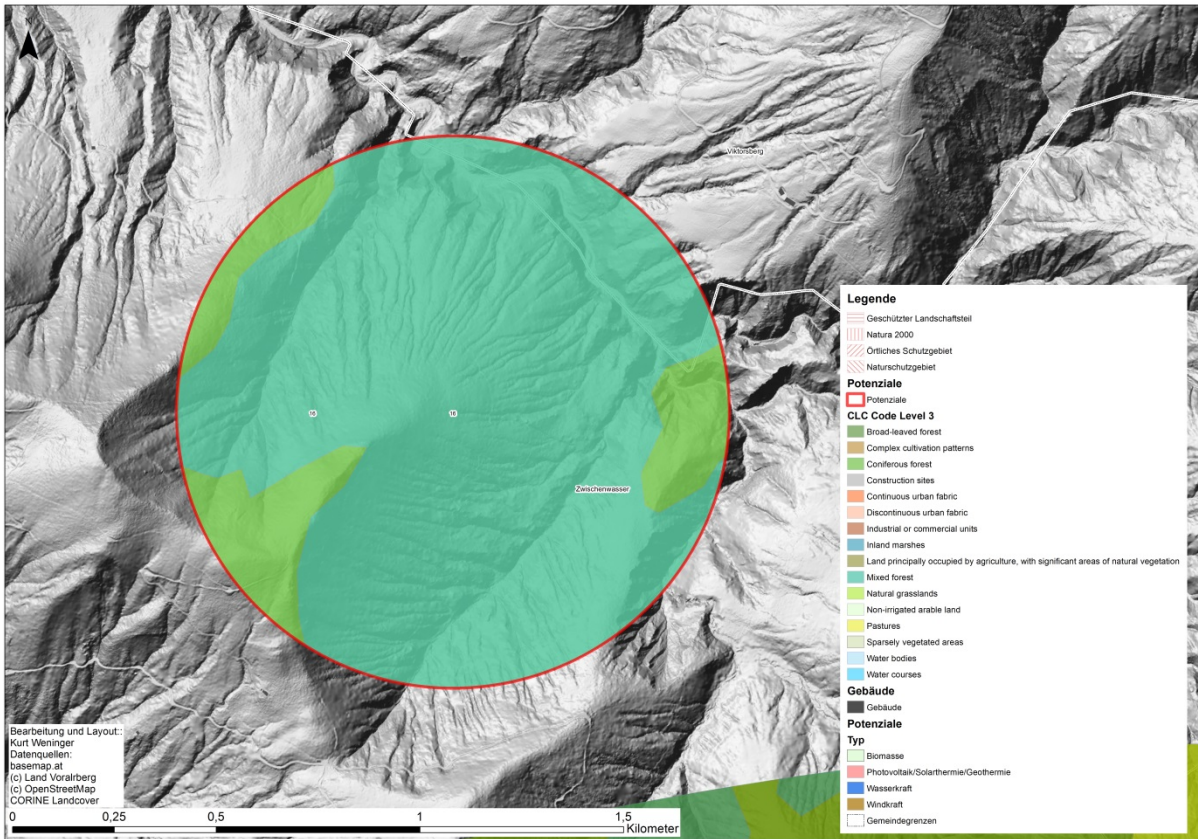 N
Viktorsberg
16
16
Zwischenwasser
Legende
Geschützter Landschaftsteil
Natura 2000
Örtliches Schutzgebiet
Naturschutzgebiet
Potenziale
Potenziale
CLC Code Level 3
Broad-leaved forest
Complex cultivation patterns
Coniferous forest
Construction sites
Continuous urban fabric
Discontinuous urban fabric
Industrial or commercial units
Inland marshes
Land principally occupied by agriculture, with significant areas of natural vegetation
Mixed forest
Natural grasslands
Non-irrigated arable land
Pastures
Sparsely vegetated areas
Water bodies
Water courses
Gebäude
Gebäude
Potenziale
Typ
Biomasse
Photovoltaik/Solarthermie/Geothermie
Wasserkraft
Windkraft
Gemeindegrenzen
Bearbeitung und Layout::
Kurt Weninger
Datenquellen:
basemap.at
(c) Land Voralrberg
(c) OpenStreetMap
CORINE Landcover
0 0,25 0,5 1 1,5
Kilometer